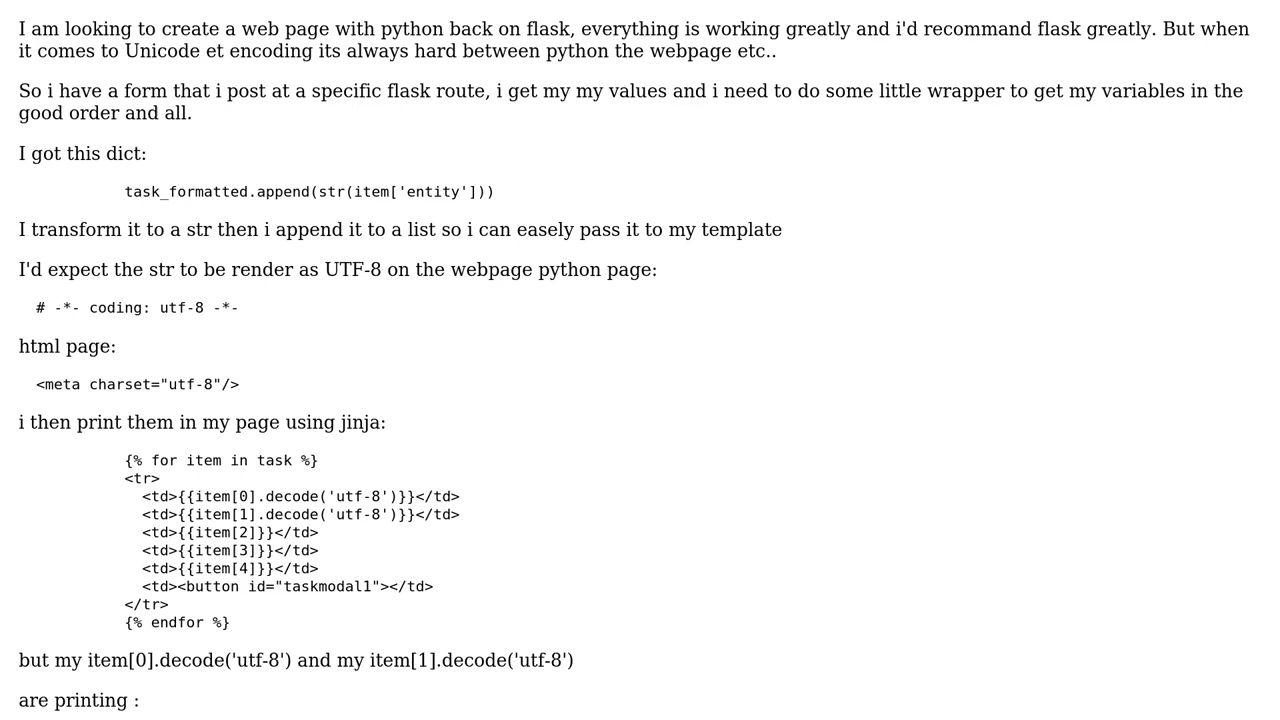 I am looking to create a web page with python back on flask, everything is working greatly and i'd recommand flask greatly. But when
it comes to Unicode et encoding its always hard between python the webpage etc..
So i have a form that i post at a specific flask route, i get my my values and i need to do some little wrapper to get my variables in the
good order and all.
I got this dict:
task_formatted.append(str(item['entity']))
I transform it to a str then i append it to a list so i can easely pass it to my template
I'd expect the str to be render as UTF-8 on the webpage python page:
# -*- coding: utf-8 -*-
html page:
<meta charset="utf-8"/>
i then print them in my page using jinja:
{% for item in task %}
<tr>
<td>{{item[0].decode('utf-8')}}</td>
<td>{{item[1].decode('utf-8')}}</td>
<td>{{item[2]}}</td>
<td>{{item[3]}}</td>
<td>{{item[4]}}</td>
<td><button id="taskmodal1"></td>
</tr>
{% endfor %}
but my item[0].decode('utf-8') and my item[1].decode('utf-8')
are printing :